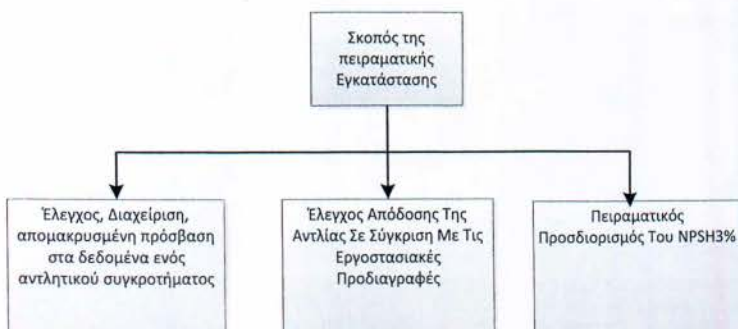 Σκοπός της
πειραματικής
Εγκατάστασης
Έλεγχος, Διαχείριση,
απομακρυσμένη πρόσβαση
στα δεδομένα ενός
αντλητικού συγκροτήματος
Έλεγχος Απόδοσης Της
Αντλίας Σε Σύγκριση Με Τις
Εργοστασιακές
Προδιαγραφές
Πειραματικός
Προσδιορισμός Του NPSH3%